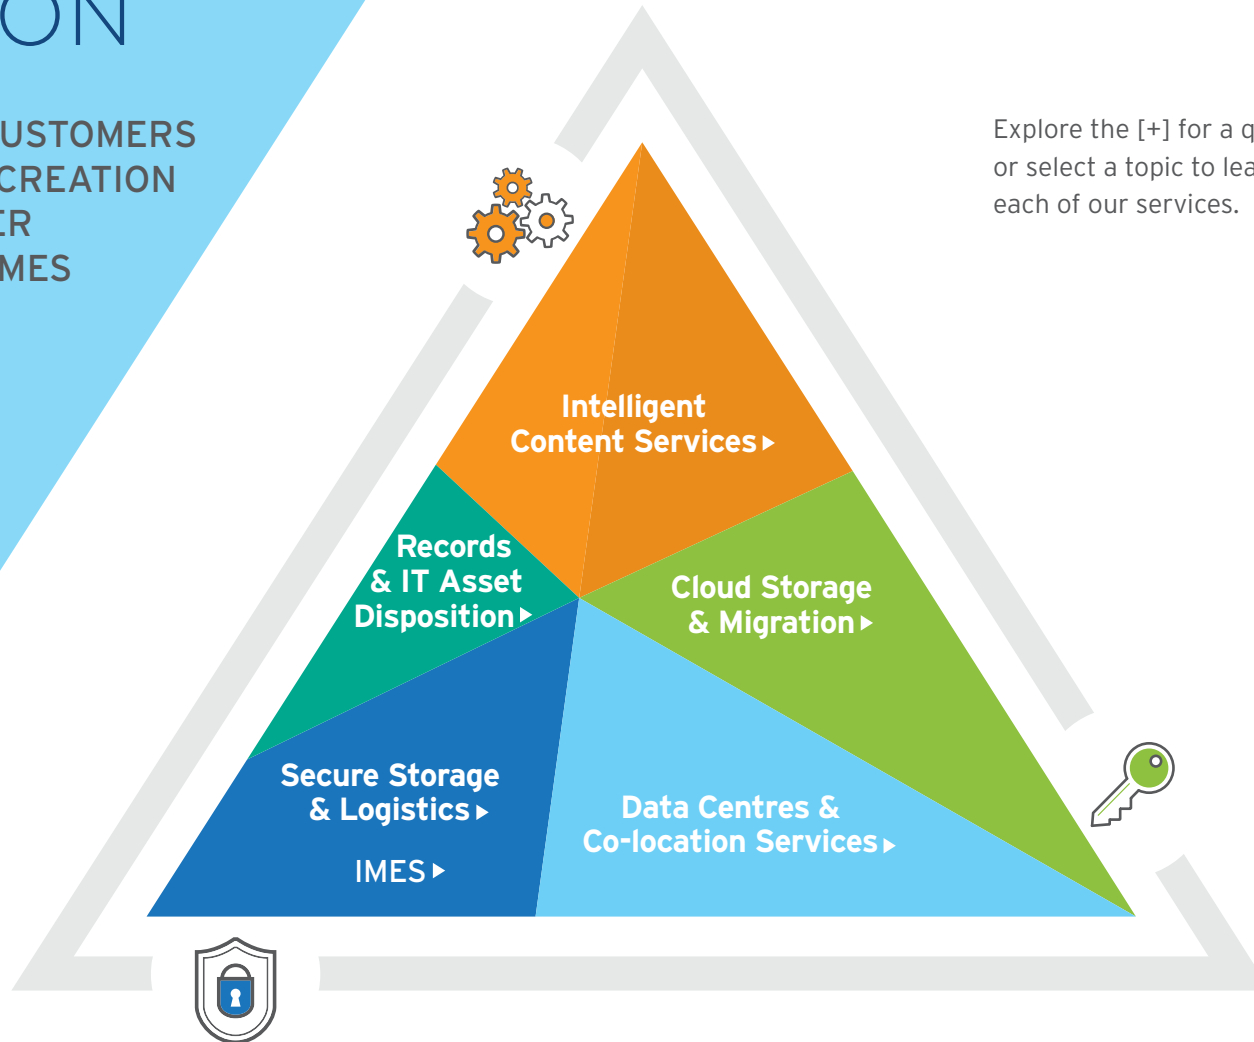 ON
USTOMERS
CREATION
ER
MES
Explore the [+] for a q
or select a topic to lea
each of our services.
Intelligent
Content Services
Records
& IT Asset
Disposition
Cloud Storage
& Migration
Secure Storage
& Logistics
IMES
Data Centres &
Co-location Services